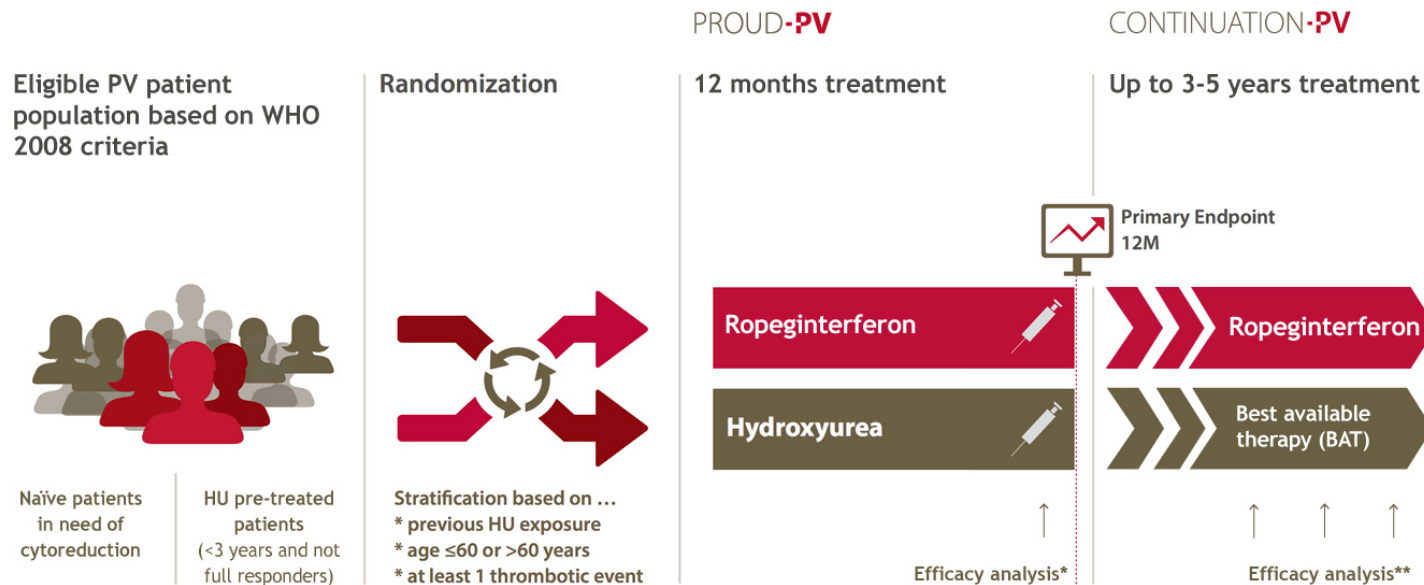 PROUD-PV
CONTINUATION-PV
Eligible PV patient
population based on WHO
2008 criteria
Randomization
12 months treatment
Up to 3-5 years treatment
Primary Endpoint
12M
Ropeginterferon
Ropeginterferon
Hydroxyurea
Best available
therapy (BAT)
Naïve patients
in need of
cytoreduction
HU pre-treated
patients
(<3 years and not
full responders)
Stratification based on ...
* previous HU exposure
* age ≤60 or >60 years
* at least 1 thrombotic event
Efficacy analysis*
Efficacy analysis**